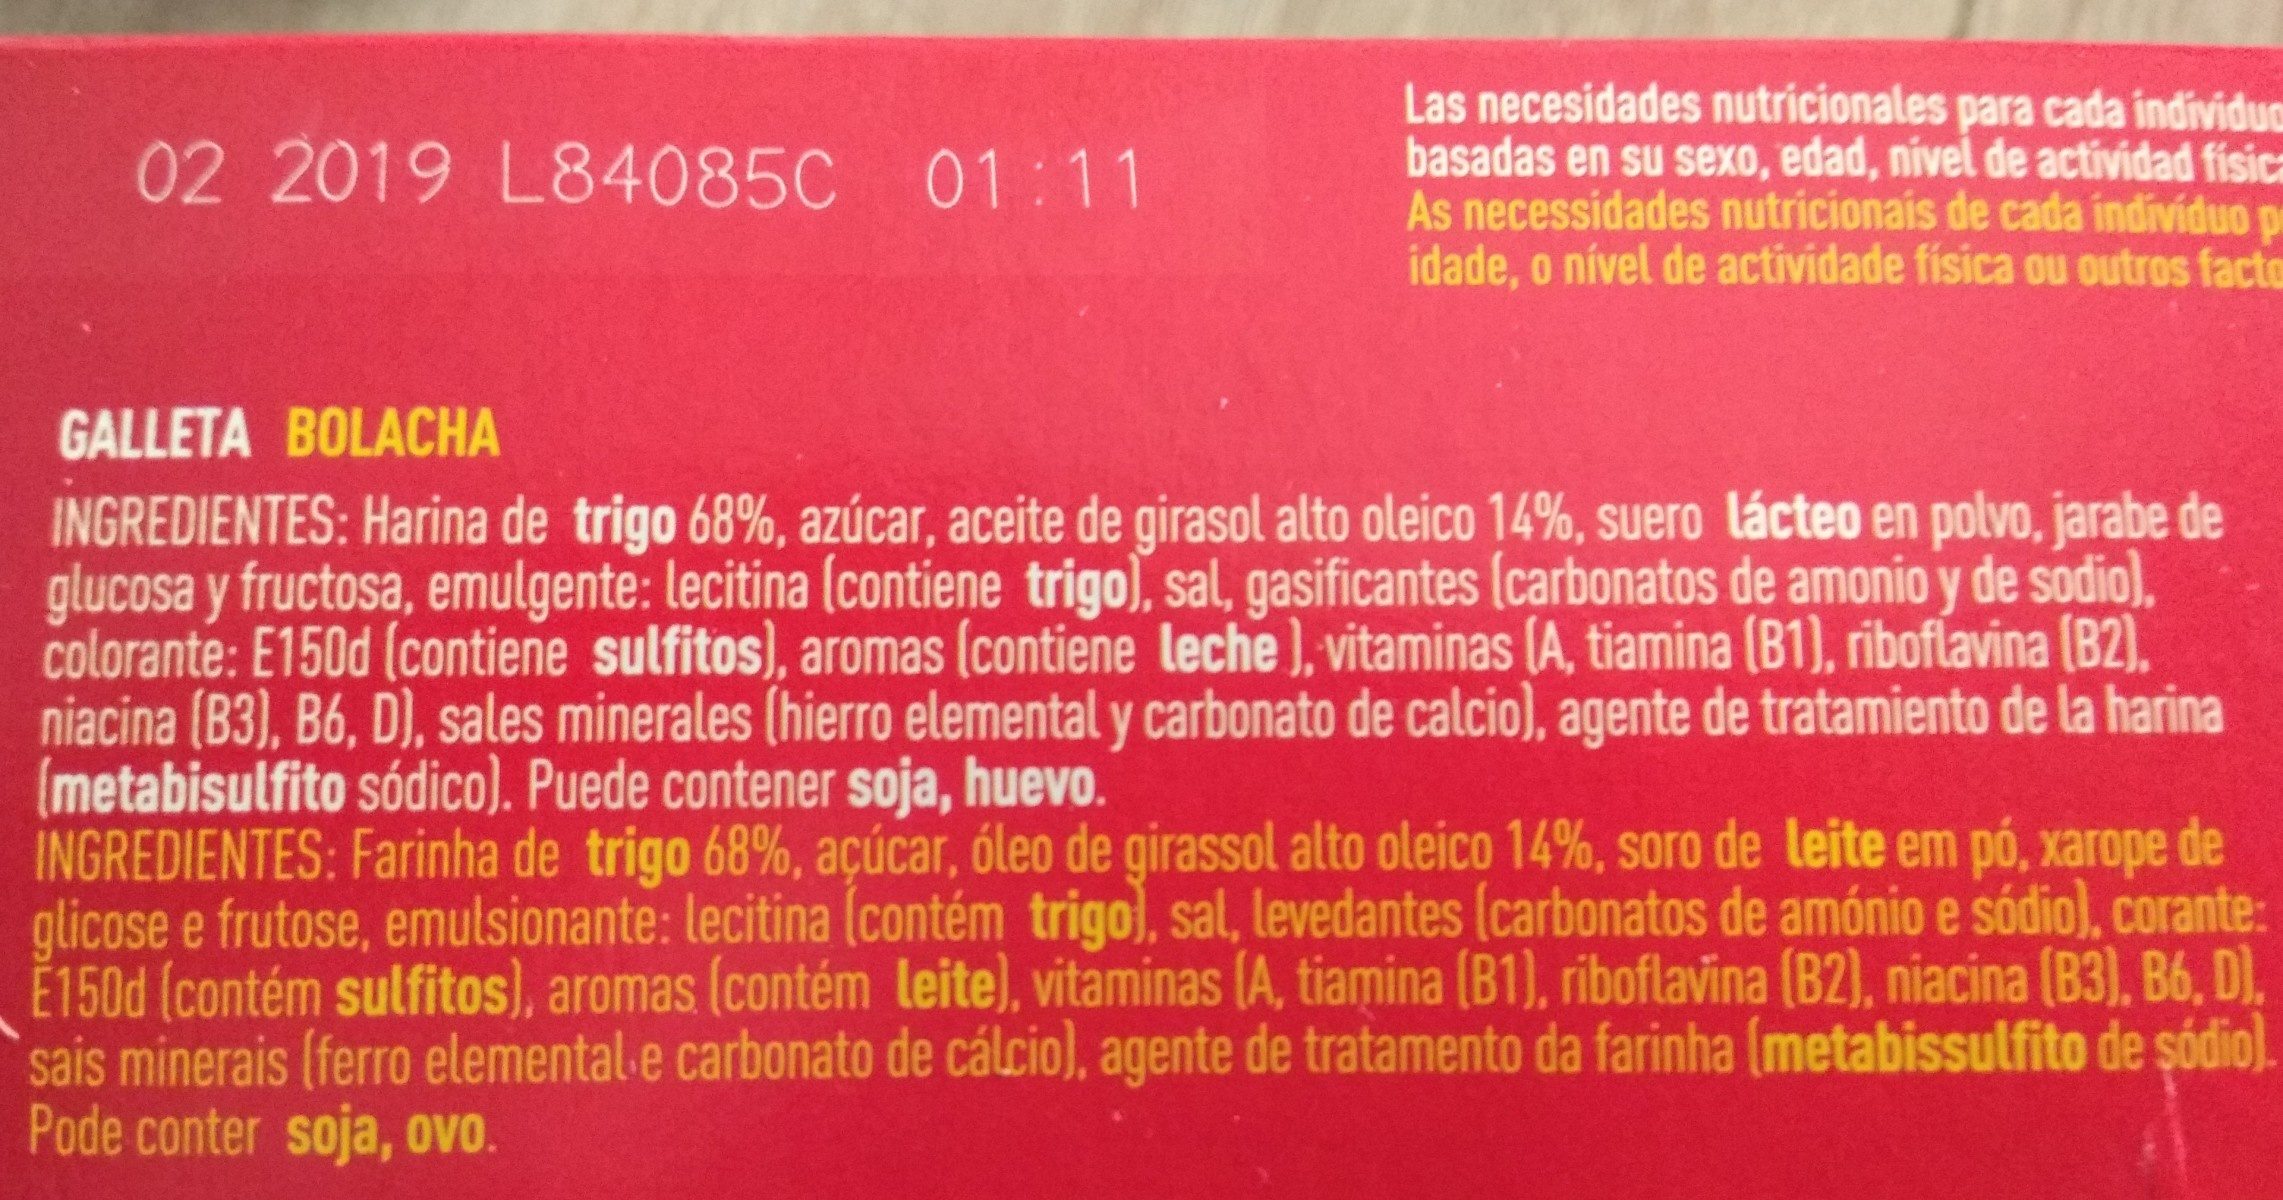 02 2019 L84085C 01:11
Las necesidades nutricionales para cada individuo
basadas en su sexo, edad, nivel de actividad física
As necessidades nutricionais de cada indivíduo
idade, o nível de actividade física ou outros
GALLETA BOLACHA
INGREDIENTES: Harina de trigo 68%, azúcar, aceite de girasol alto oleico 14%, suero lácteo en polvo, jarabe de
glucosa y fructosa, emulgente: lecitina (contiene trigo), sal, gasificantes (carbonatos de amonio y de sodio),
colorante: E150d (contiene sulfitos), aromas (contiene leche ), vitaminas (A, tiamina (B1), riboflavina (B2),
niacina (B3), B6, D), sales minerales (hierro elemental y carbonato de calcio), agente de tratamiento de la harina
(metabisulfito sódico). Puede contener soja, huevo.
INGREDIENTES: Farinha de trigo 68%, açúcar, óleo de girassol alto oleico 14%, soro de leite em pó, xarope de
glicose e frutose, emulsionante: lecitina (contém trigo), sal, levedantes (carbonatos de amónio e sódio), corante:
E150d (contém sulfitos), aromas (contém leite), vitaminas (A, tiamina (B1), riboflavina (B2), niacina (B3), B6, D),
sais minerais (ferro elemental e carbonato de cálcio), agente de tratamento da farinha (metabissulfito de sódio).
Pode conter soja, ovo.